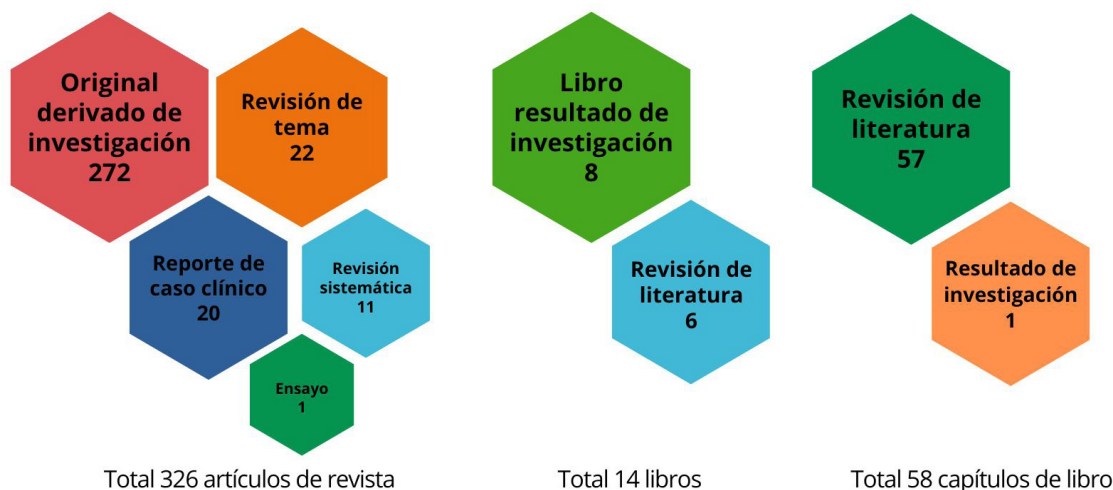 Original
derivado de
investigación
272
Revisión de
tema
22
Reporte de
caso clínico
20
Revisión
sistemática
11
Ensayo
1
Total 326 artículos de revista
Libro
resultado de
investigación
8
Revisión de
literatura
6
Total 14 libros
Revisión de
literatura
57
Resultado de
investigación
1
Total 58 capítulos de libro